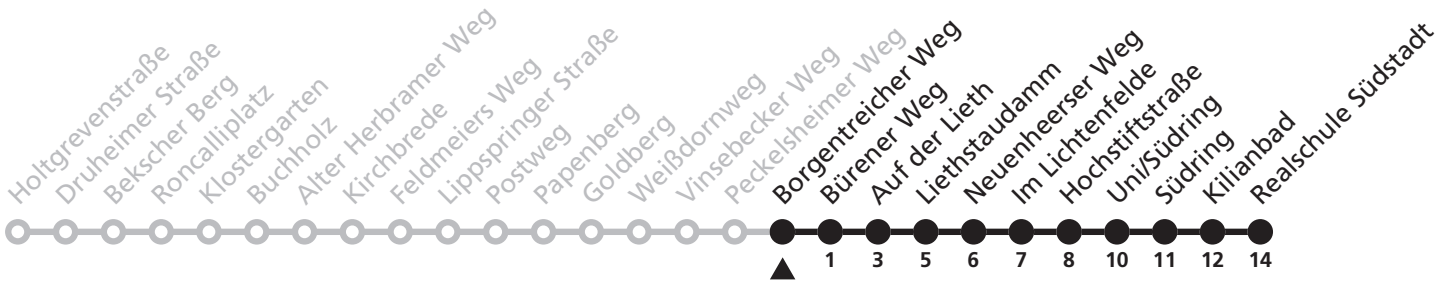 Holtgrevenstraße
Druheimer Straße
Bekscher Berg
Roncalliplatz
Klostergarten
Buchholz
Alter Herbramer Weg
Kirchbrede
Feldmeiers Weg
Lippspringer Straße
Postweg
Papenberg
Goldberg
Weißdornweg
Vinsebecker Weg
Peckelsheimer Weg
Borgentreicher Weg
Bürener Weg
Auf der Lieth
Liethstaudamm
Neuenheerser Weg
Im Lichtenfelde
Hochstiftstraße
Uni/Südring
Südring
Kilianbad
Realschule Südstadt
1 3 5 6 7 8 10 11 12 14